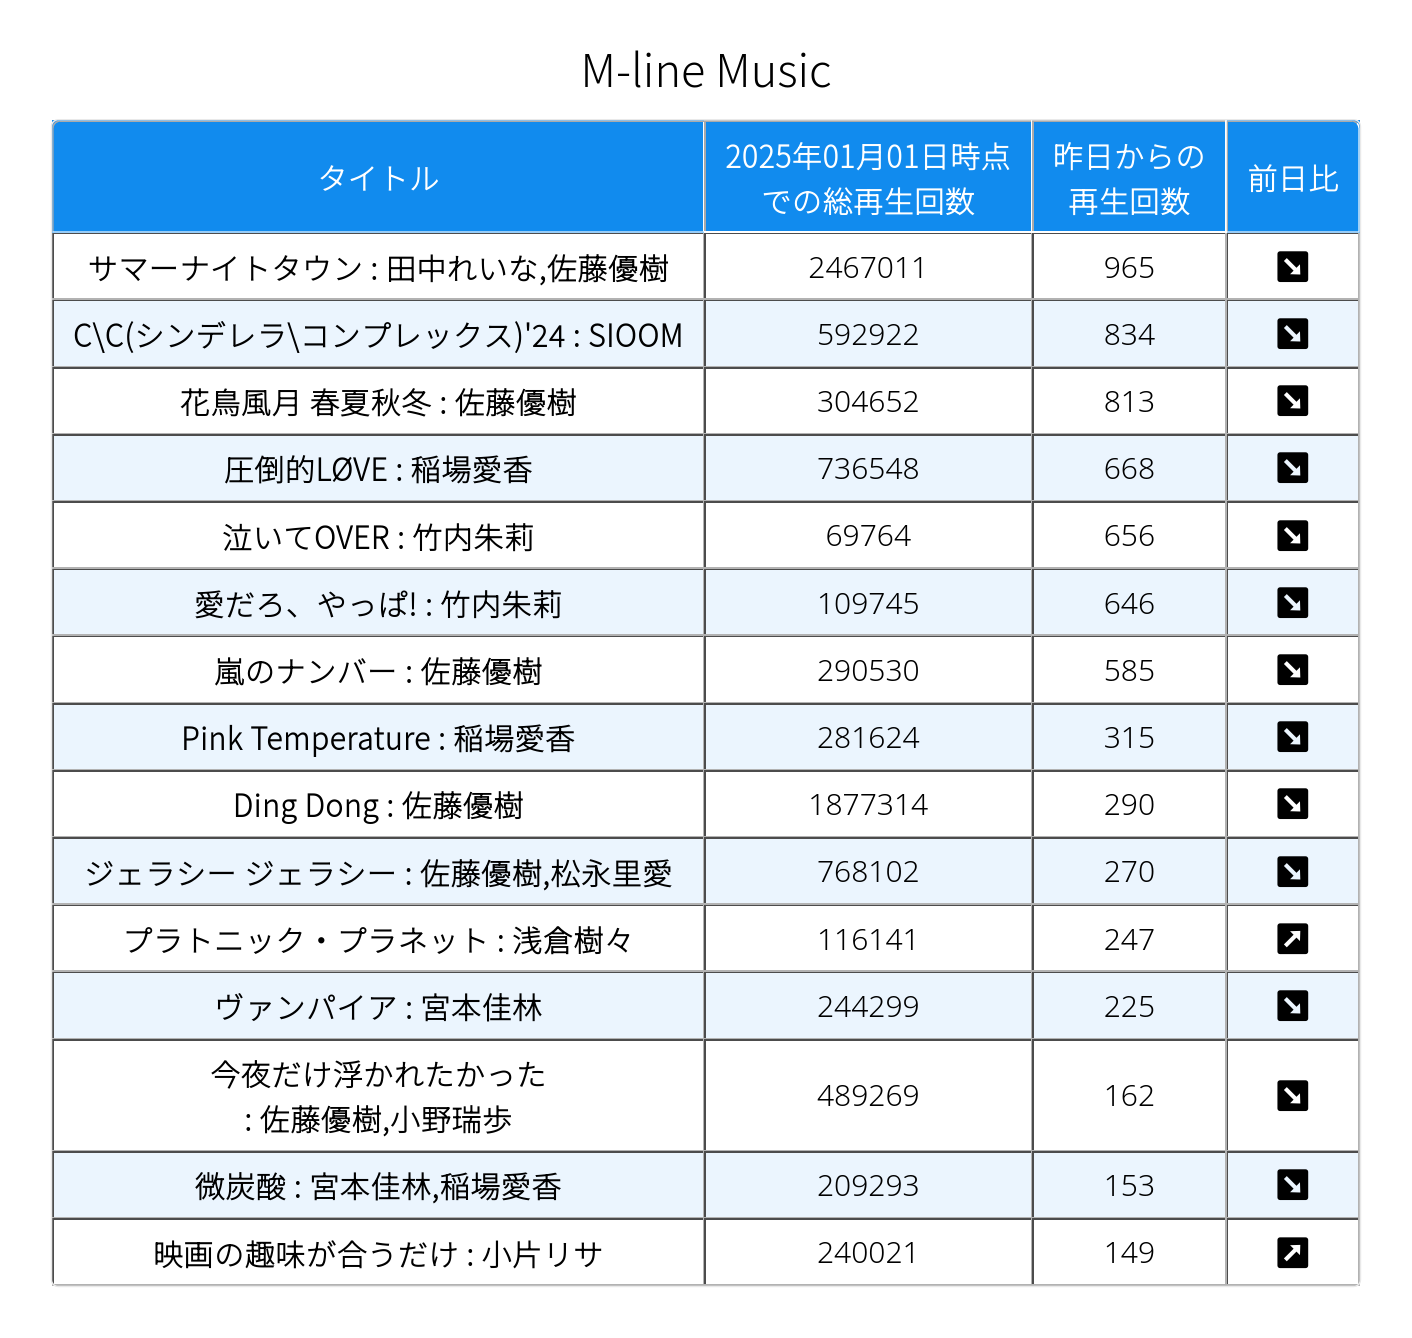 M-line Music
タイトル
2025年01月01日時点
での総再生回数
昨日からの
再生回数
前日比
サマーナイトタウン : 田中れいな,佐藤優樹 2467011 965 ↘
C\C(シンデレラ\コンプレックス)'24 : SIOOM 592922 834 ↘
花鳥風月 春夏秋冬 : 佐藤優樹 304652 813 ↘
圧倒的LØVE : 稲場愛香 736548 668 ↘
泣いてOVER : 竹内朱莉 69764 656 ↘
愛だろ、やっぱ! : 竹内朱莉 109745 646 ↘
嵐のナンバー : 佐藤優樹 290530 585 ↘
Pink Temperature : 稲場愛香 281624 315 ↘
Ding Dong : 佐藤優樹 1877314 290 ↘
ジェラシー ジェラシー : 佐藤優樹,松永里愛 768102 270 ↘
プラトニック・プラネット : 浅倉樹々 116141 247 ↗
ヴァンパイア : 宮本佳林 244299 225 ↘
今夜だけ浮かれたかった
: 佐藤優樹,小野瑞歩 489269 162 ↘
微炭酸 : 宮本佳林,稲場愛香 209293 153 ↘
映画の趣味が合うだけ : 小片リサ 240021 149 ↗